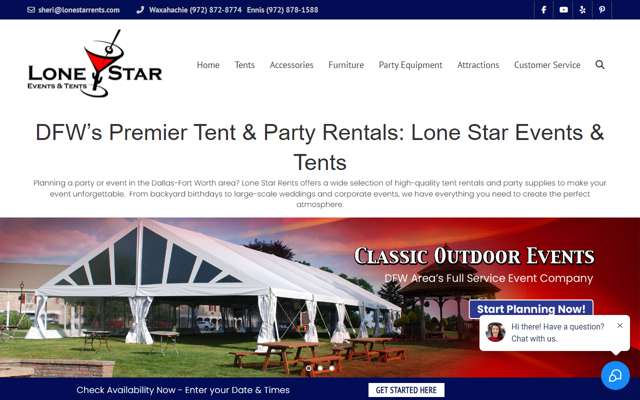 sheri@lonestarrents.com Waxahachie (972) 872-8774 Ennis (972) 878-1588
LONE STAR
EVENTS & TENTS
Home Tents Accessories Furniture Party Equipment Attractions Customer Service
DFW's Premier Tent & Party Rentals: Lone Star Events &
Tents
Planning a party or event in the Dallas-Fort Worth area? Lone Star Rents offers a wide selection of high-quality tent rentals and party supplies to make your
event unforgettable. From backyard birthdays to large-scale weddings and corporate events, we have everything you need to create the perfect
atmosphere.
CLASSIC OUTDOOR EVENTS
DFW Area's Full Service Event Company
Start Planning Now!
Hi there! Have a question?
Chat with us.
Check Availability Now - Enter your Date & Times GET STARTED HERE